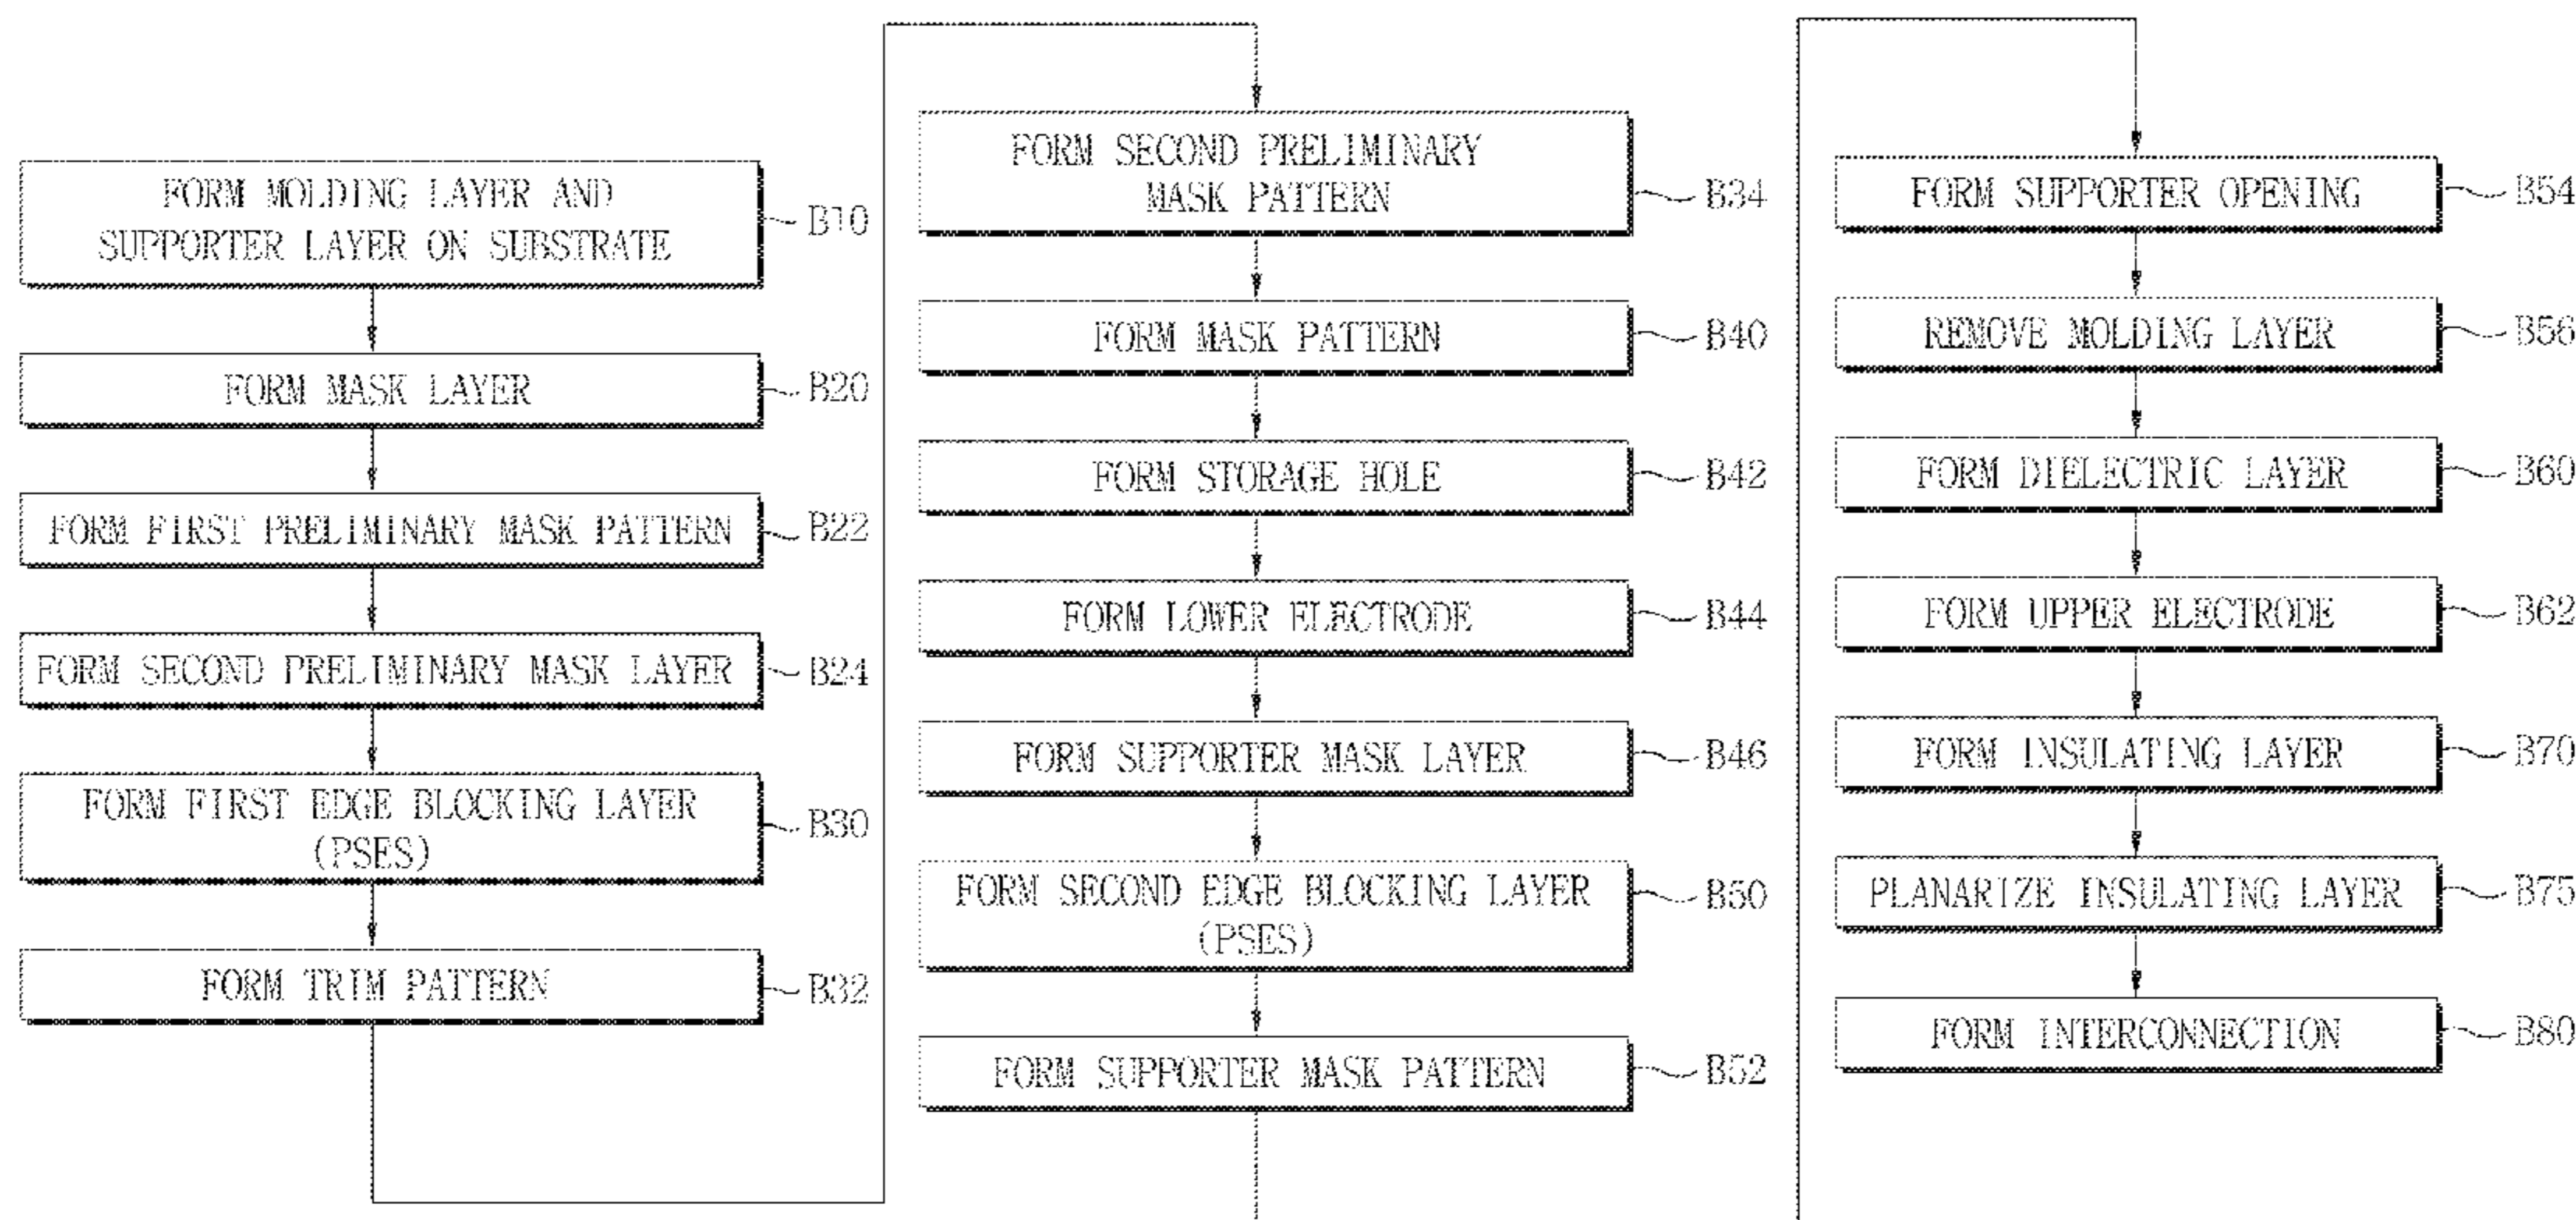 FORM MOLDING LAYER AND
SUPPORTER LAYER ON SUBSTRATE
B10
FORM MASK LAYER
B20
FORM FIRST PRELIMINARY MASK PATTERN
B22
FORM SECOND PRELIMINARY MASK LAYER
B24
FORM FIRST EDGE BLOCKING LAYER
(PSES)
B30
FORM TRIM PATTERN
B32
FORM SECOND PRELIMINARY
MASK PATTERN
B34
FORM MASK PATTERN
B40
FORM STORAGE HOLE
B42
FORM LOWER ELECTRODE
B44
FORM SUPPORTER MASK LAYER
B46
FORM SECOND EDGE BLOCKING LAYER
(PSES)
B50
FORM SUPPORTER MASK PATTERN
B52
FORM SUPPORTER OPENING
B54
REMOVE MOLDING LAYER
B56
FORM DIELECTRIC LAYER
B60
FORM UPPER ELECTRODE
B62
FORM INSULATING LAYER
B70
PLANARIZE INSULATING LAYER
B75
FORM INTERCONNECTION
B80